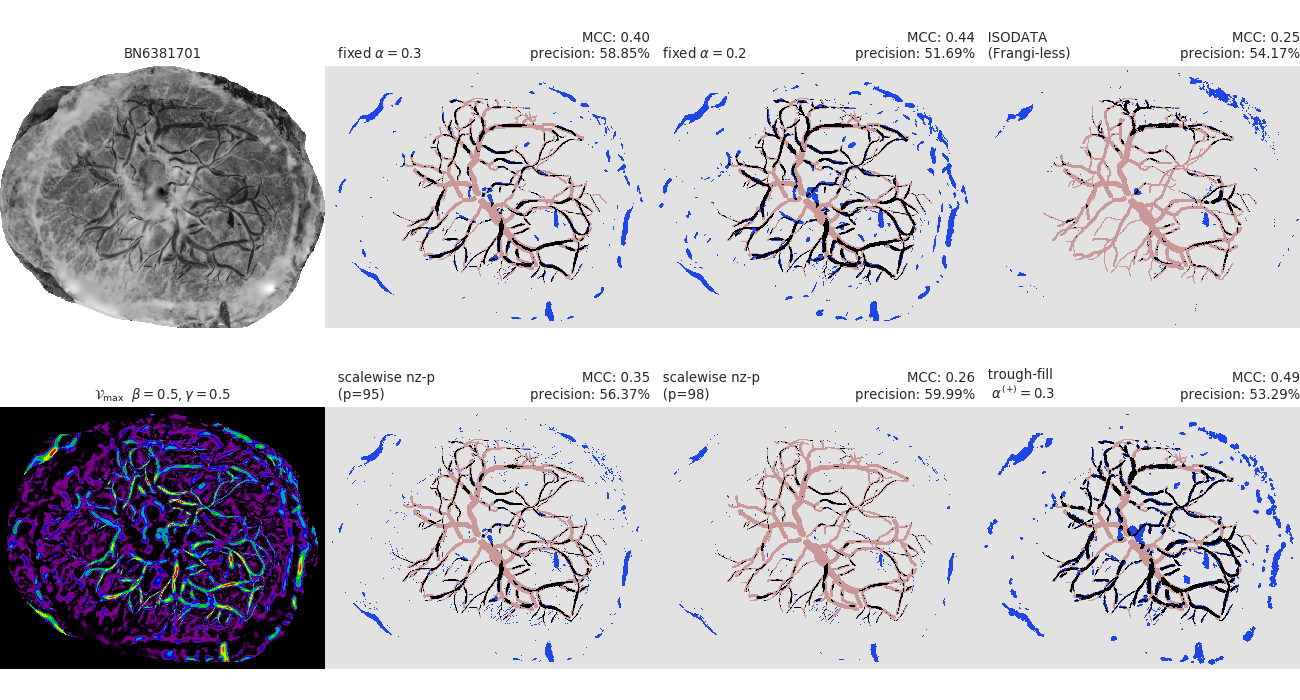 BN6381701
fixed α = 0.3
MCC: 0.40
precision: 58.85%
fixed α = 0.2
MCC: 0.44
precision: 51.69%
ISODATA
(Frangi-less)
MCC: 0.25
precision: 54.17%
𝒱max β = 0.5, γ = 0.5
scalewise nz-p
(p=95)
MCC: 0.35
precision: 56.37%
scalewise nz-p
(p=98)
MCC: 0.26
precision: 59.99%
trough-fill
α(+) = 0.3
MCC: 0.49
precision: 53.29%